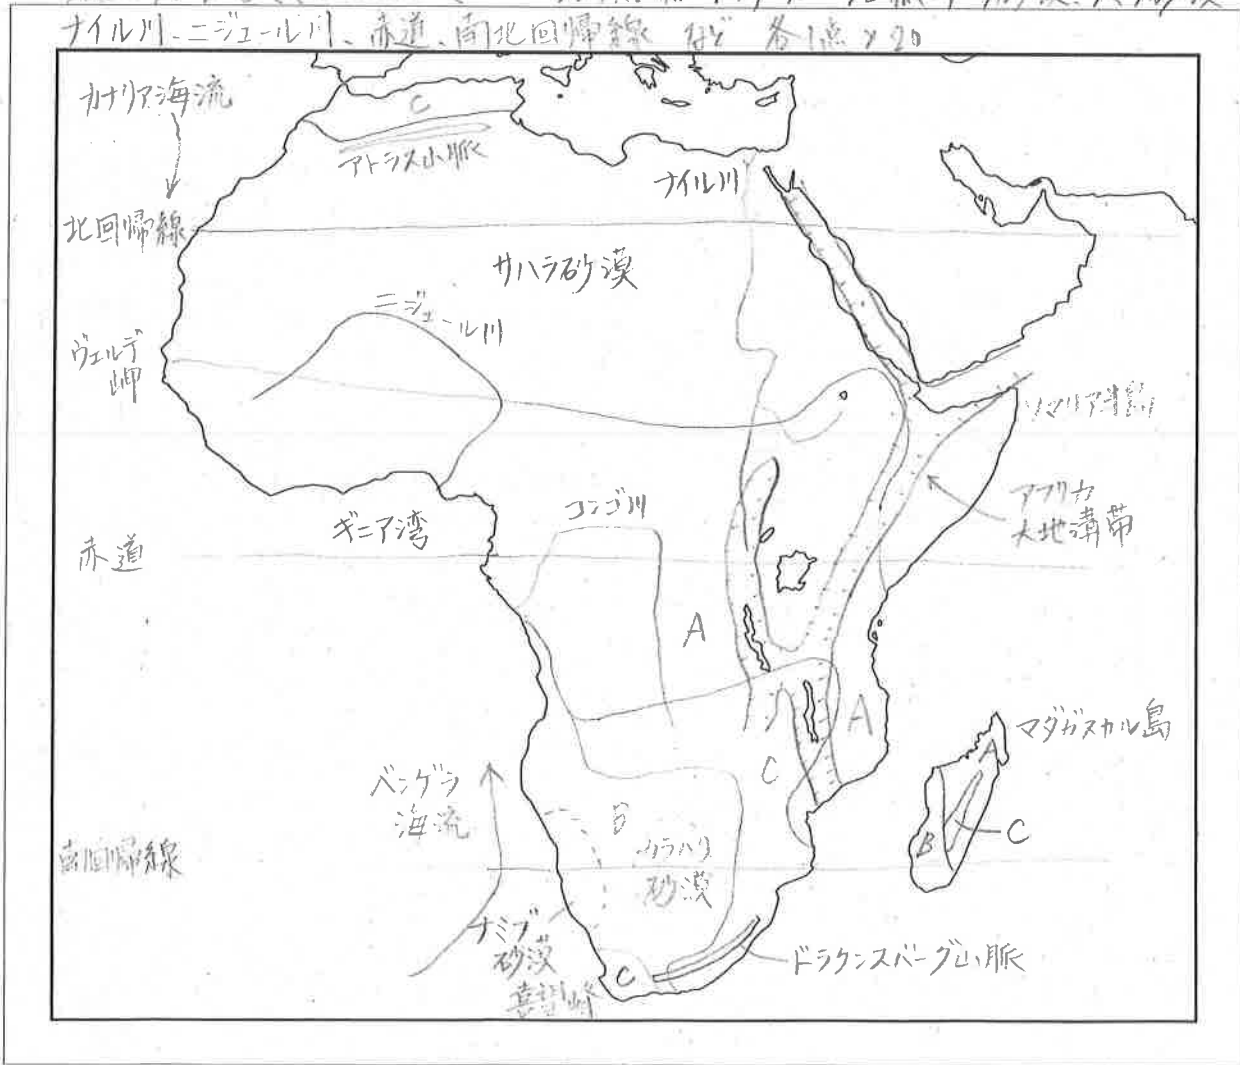 ナイル川、ニジェール川、赤道、南北回帰線 など 各1点×20
カナリア海流
C
アトラス山脈
ナイル川
北回帰線
サハラ砂漠
ニジェール川
ヴェルデ
岬
ソマリア半島
アフリカ
大地溝帯
コンゴ川
ギニア湾
赤道
A
A
マダガスカル島
A
C
B
C
ベンゲラ
海流
B
カラハリ
砂漠
南回帰線
ナミブ
砂漠
喜望峰
C
ドラケンスバーグ山脈